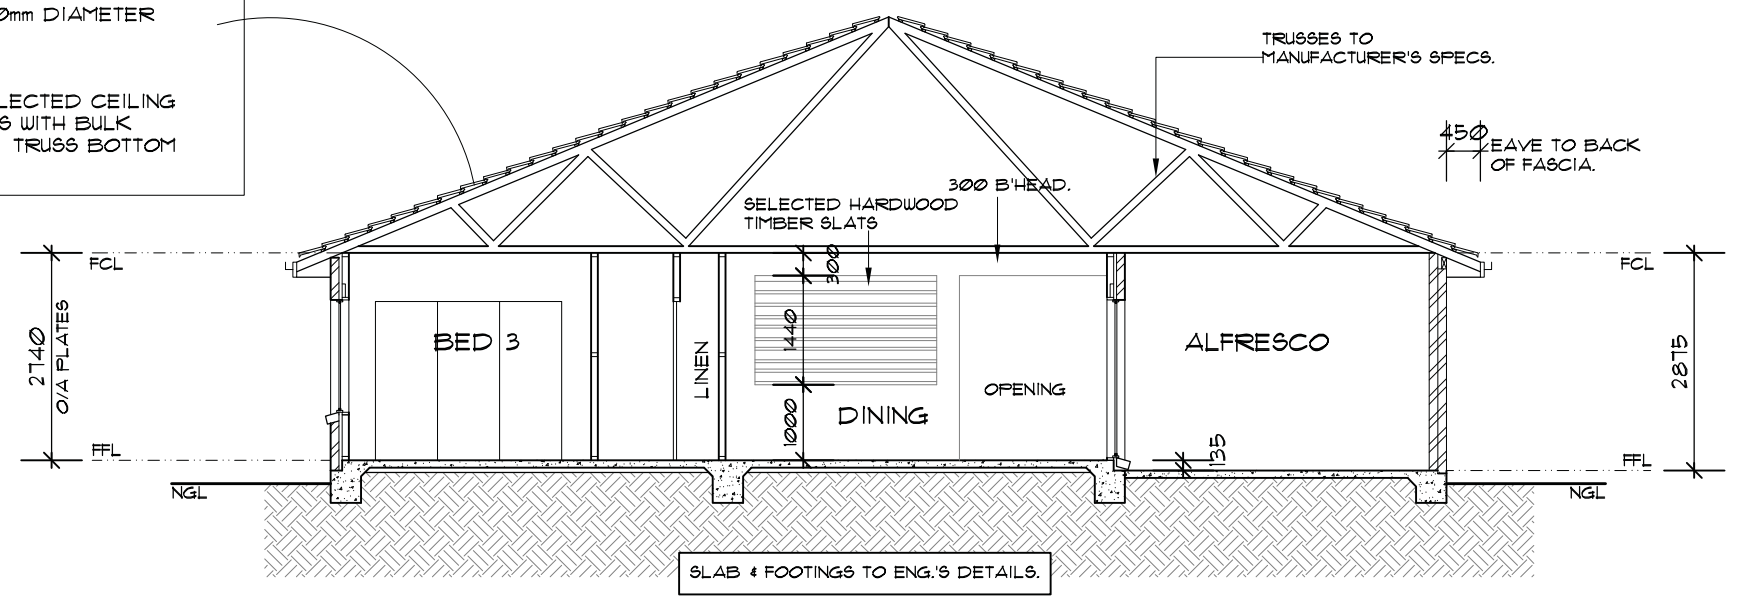 0mm DIAMETER
LECTED CEILING
S WITH BULK
TRUSS BOTTOM
TRUSSES TO
MANUFACTURER'S SPECS.
450
EAVE TO BACK
OF FASCIA.
300 B'HEAD.
SELECTED HARDWOOD
TIMBER SLATS
FCL
FCL
300
2740
O/A PLATES
BED 3
LINEN
1440
ALFRESCO
2875
OPENING
DINING
1000
135
FFL
FFL
NGL
NGL
SLAB & FOOTINGS TO ENG.'S DETAILS.